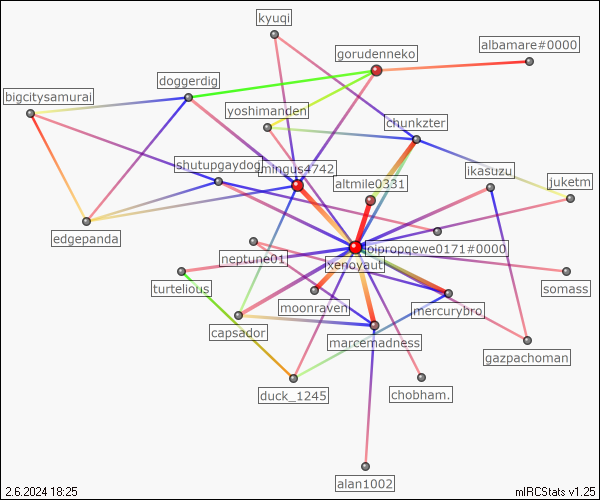 kyuqi
gorudenneko
albamare#0000
doggerdig
bigcitysamurai
yoshimanden
chunkzter
shutupgaydog
mingus4742
altmile0331
ikasuzu
juketm
edgepanda
joipropqewe0171#0000
neptune01
xenoyaut
turtelious
somass
moonraven
mercurybro
capsador
marcemadness
gazpachoman
duck_1245
chobham.
alan1002
2.6.2024 18:25
mIRCStats v1.25